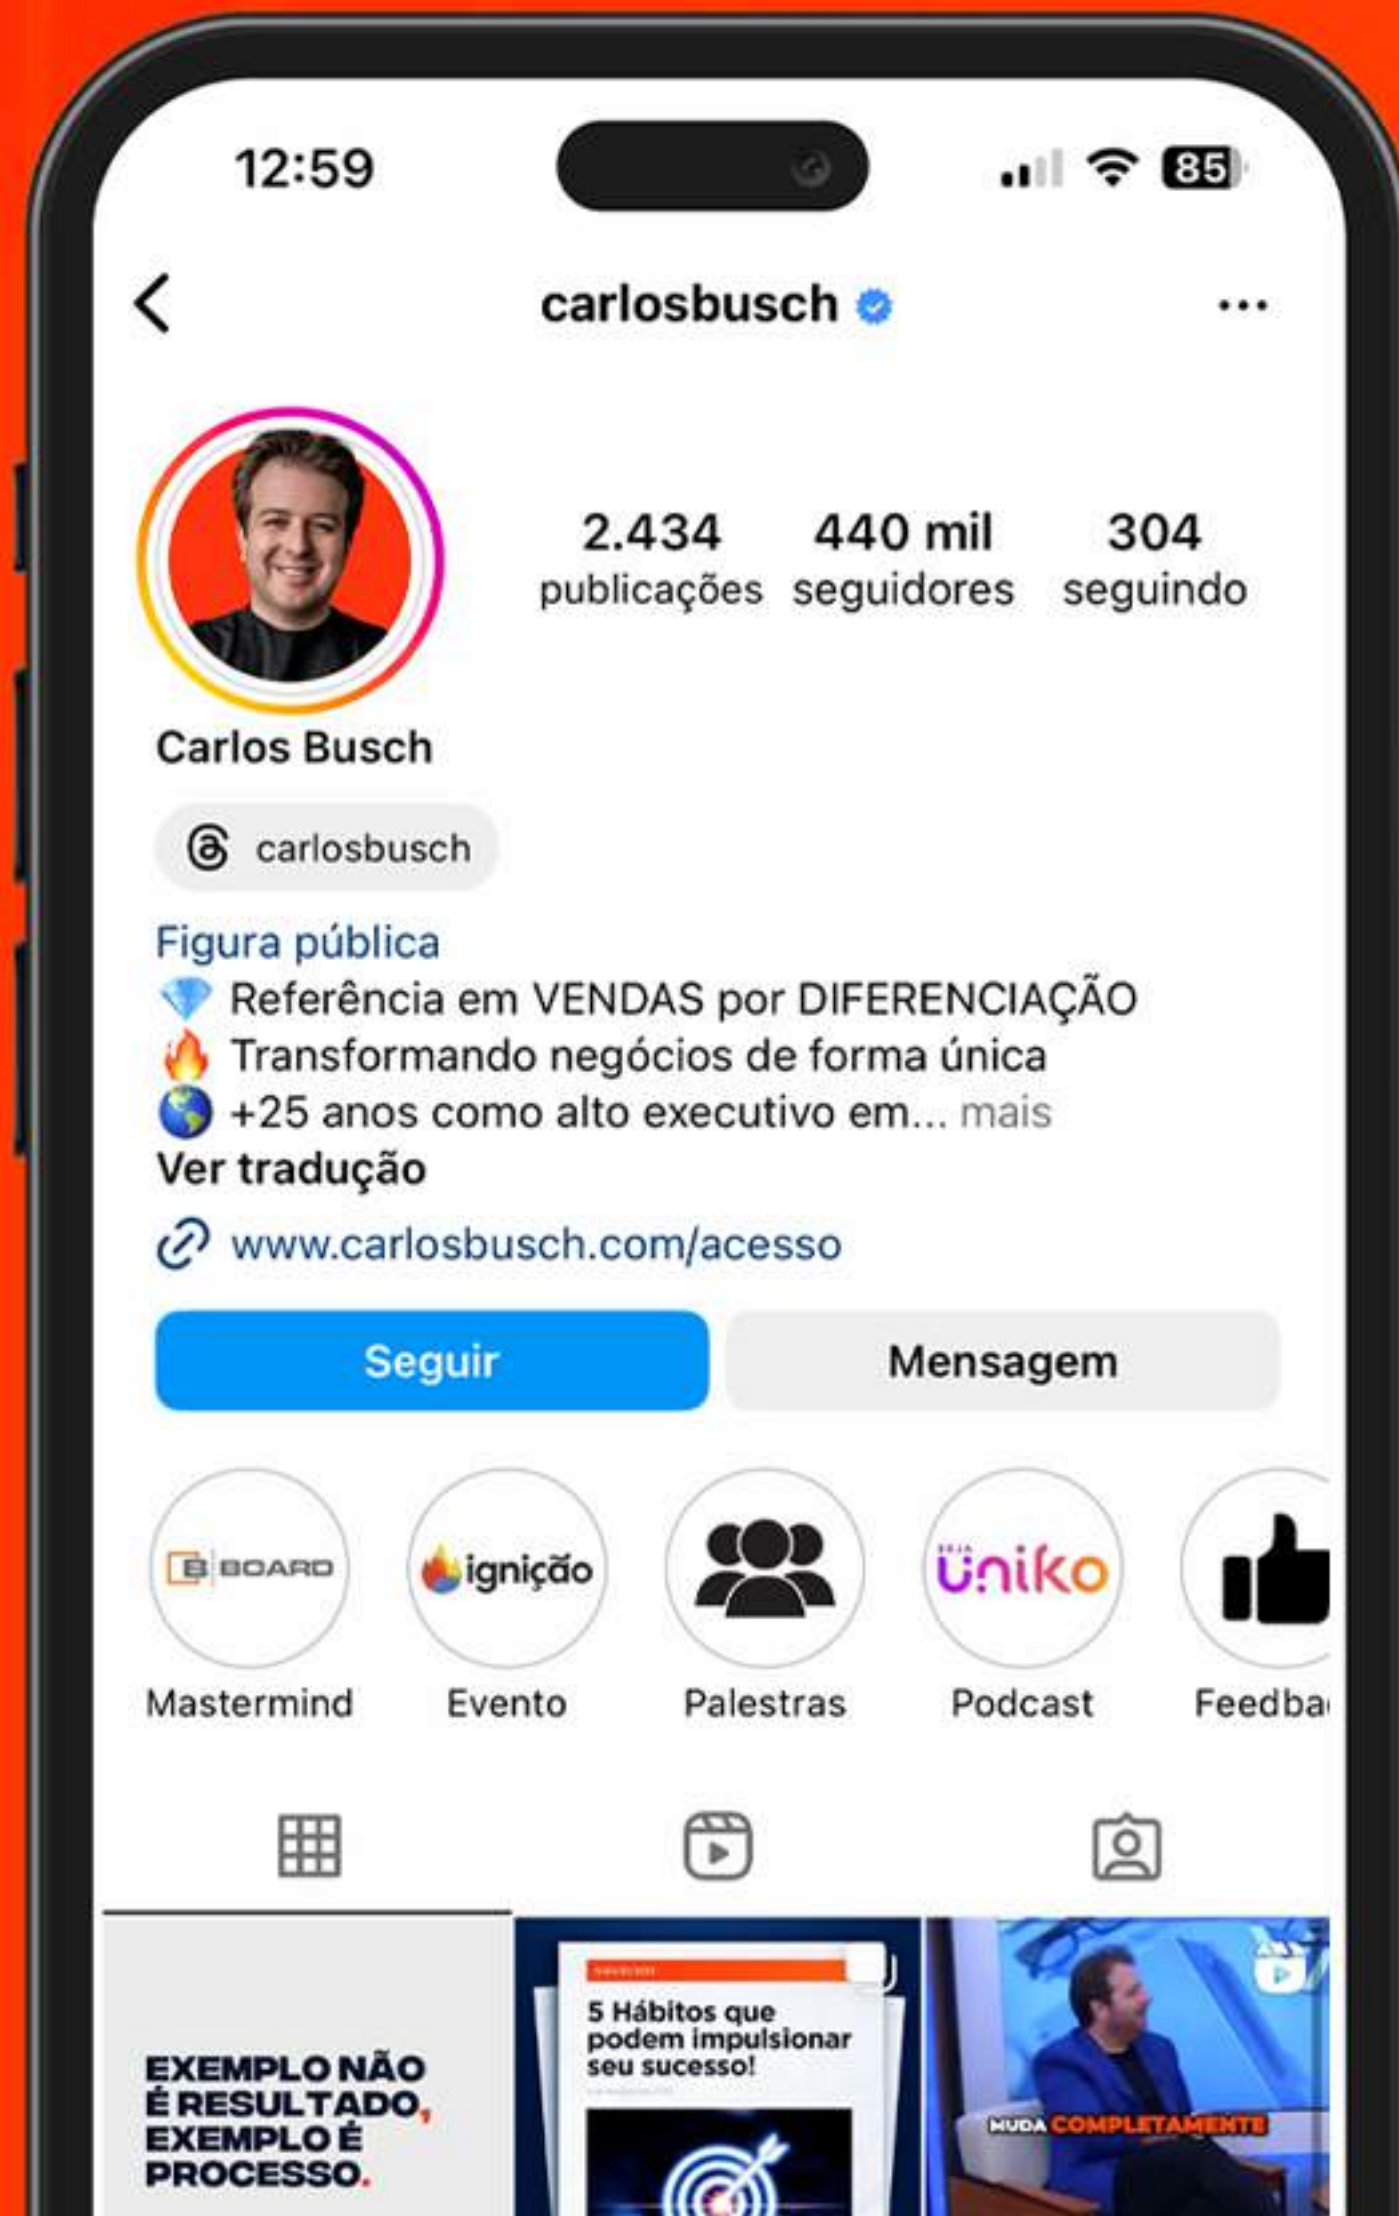 12:59
85
carlosbusch
2.434 440 mil 304
publicações seguidores seguindo
Carlos Busch
carlosbusch
Figura pública
Referência em VENDAS por DIFERENCIAÇÃO
Transformando negócios de forma única
+25 anos como alto executivo em... mais
Ver tradução
www.carlosbusch.com/acesso
Seguir Mensagem
B BOARD ignição SEJA üniko
Mastermind Evento Palestras Podcast Feedba
EXEMPLO NÃO
É RESULTADO,
EXEMPLO É
PROCESSO.
5 Hábitos que
podem impulsionar
seu sucesso!
MUDA COMPLETAMENTE